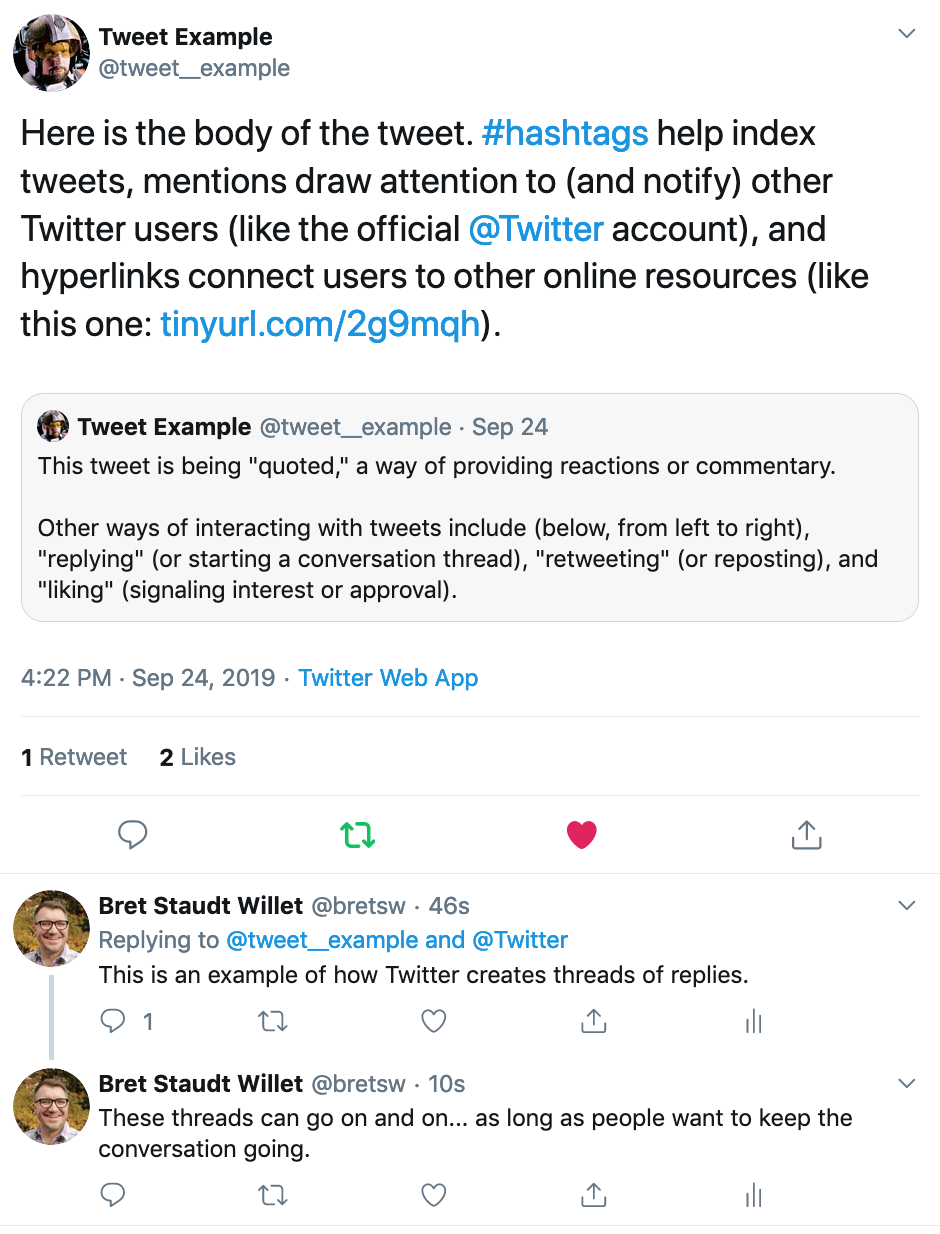 Tweet Example
@tweet__example
Here is the body of the tweet. #hashtags help index
tweets, mentions draw attention to (and notify) other
Twitter users (like the official @Twitter account), and
hyperlinks connect users to other online resources (like
this one: tinyurl.com/2g9mqh).
Tweet Example @tweet__example · Sep 24
This tweet is being "quoted," a way of providing reactions or commentary.
Other ways of interacting with tweets include (below, from left to right),
"replying" (or starting a conversation thread), "retweeting" (or reposting), and
"liking" (signaling interest or approval).
4:22 PM · Sep 24, 2019 · Twitter Web App
1 Retweet 2 Likes
Bret Staudt Willet @bretsw · 46s
Replying to @tweet__example and @Twitter
This is an example of how Twitter creates threads of replies.
1
Bret Staudt Willet @bretsw · 10s
These threads can go on and on... as long as people want to keep the
conversation going.